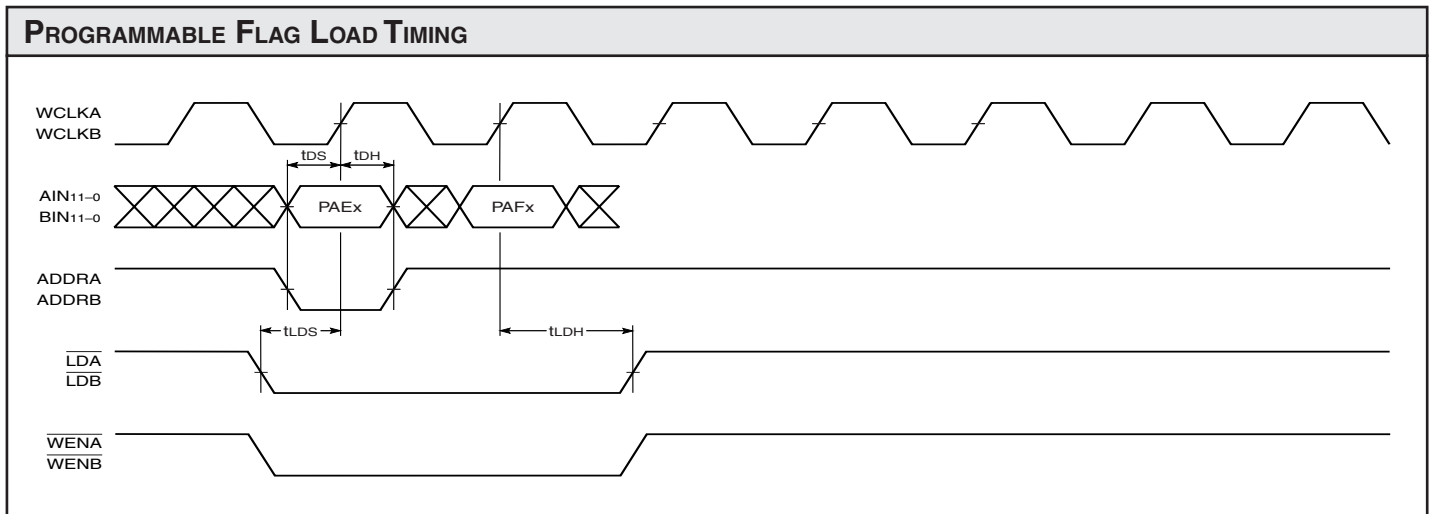 PROGRAMMABLE FLAG LOAD TIMING
WCLKA
WCLKB
tDS
tDH
AIN11–0
BIN11–0
PAEx
PAFx
ADDRA
ADDRB
tLDS
tLDH
LDA
LDB
WENA
WENB